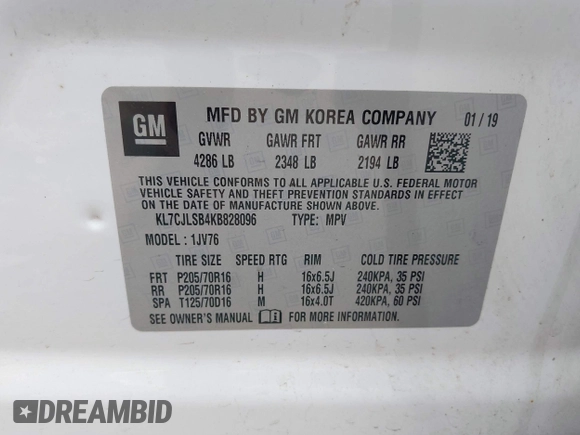 GM
MFD BY GM KOREA COMPANY 01/19
GVWR GAWR FRT GAWR RR
4286 LB 2348 LB 2194 LB
THIS VEHICLE CONFORMS TO ALL APPLICABLE U.S. FEDERAL MOTOR
VEHICLE SAFETY AND THEFT PREVENTION STANDARDS IN EFFECT
ON THE DATE OF MANUFACTURE SHOWN ABOVE.
KL7CJLSB4KB828096 TYPE: MPV
MODEL: 1JV76
TIRE SIZE SPEED RTG RIM COLD TIRE PRESSURE
FRT P205/70R16 H 16x6.5J 240KPA, 35 PSI
RR P205/70R16 H 16x6.5J 240KPA, 35 PSI
SPA T125/70D16 M 16x4.0T 420KPA, 60 PSI
SEE OWNER'S MANUAL FOR MORE INFORMATION.
DREAMBID